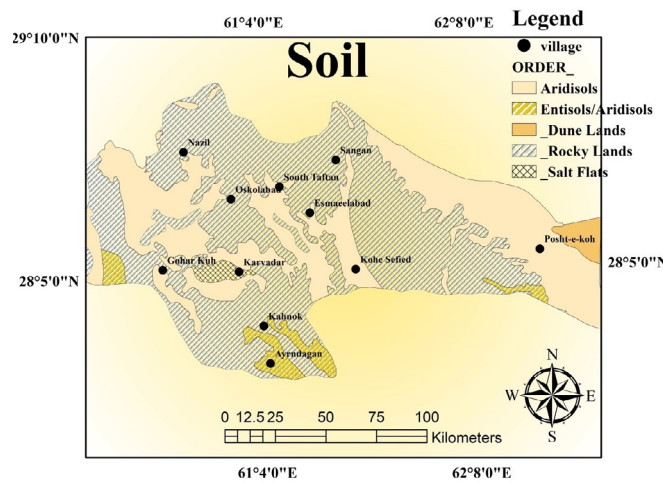 61°4'0"E
62°8'0"E
29°10'0"N
Soil
Legend
village
ORDER_
Aridisols
Entisols/Aridisols
_Dune Lands
_Rocky Lands
_Salt Flats
Nazil
Sangan
South Taftan
Oskolabad
Esmaeelabad
Posht-e-koh
Gohar Kuh
Karvadar
Kohe Sefied
28°5'0"N
28°5'0"N
Kahnok
Ayrndagan
N
W
E
S
0 12.5 25 50 75 100
Kilometers
61°4'0"E
62°8'0"E